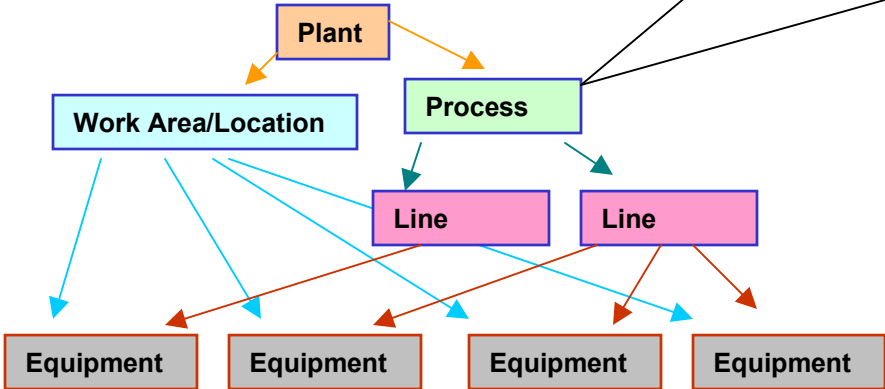 Plant
Work Area/Location
Process
Line
Line
Equipment
Equipment
Equipment
Equipment